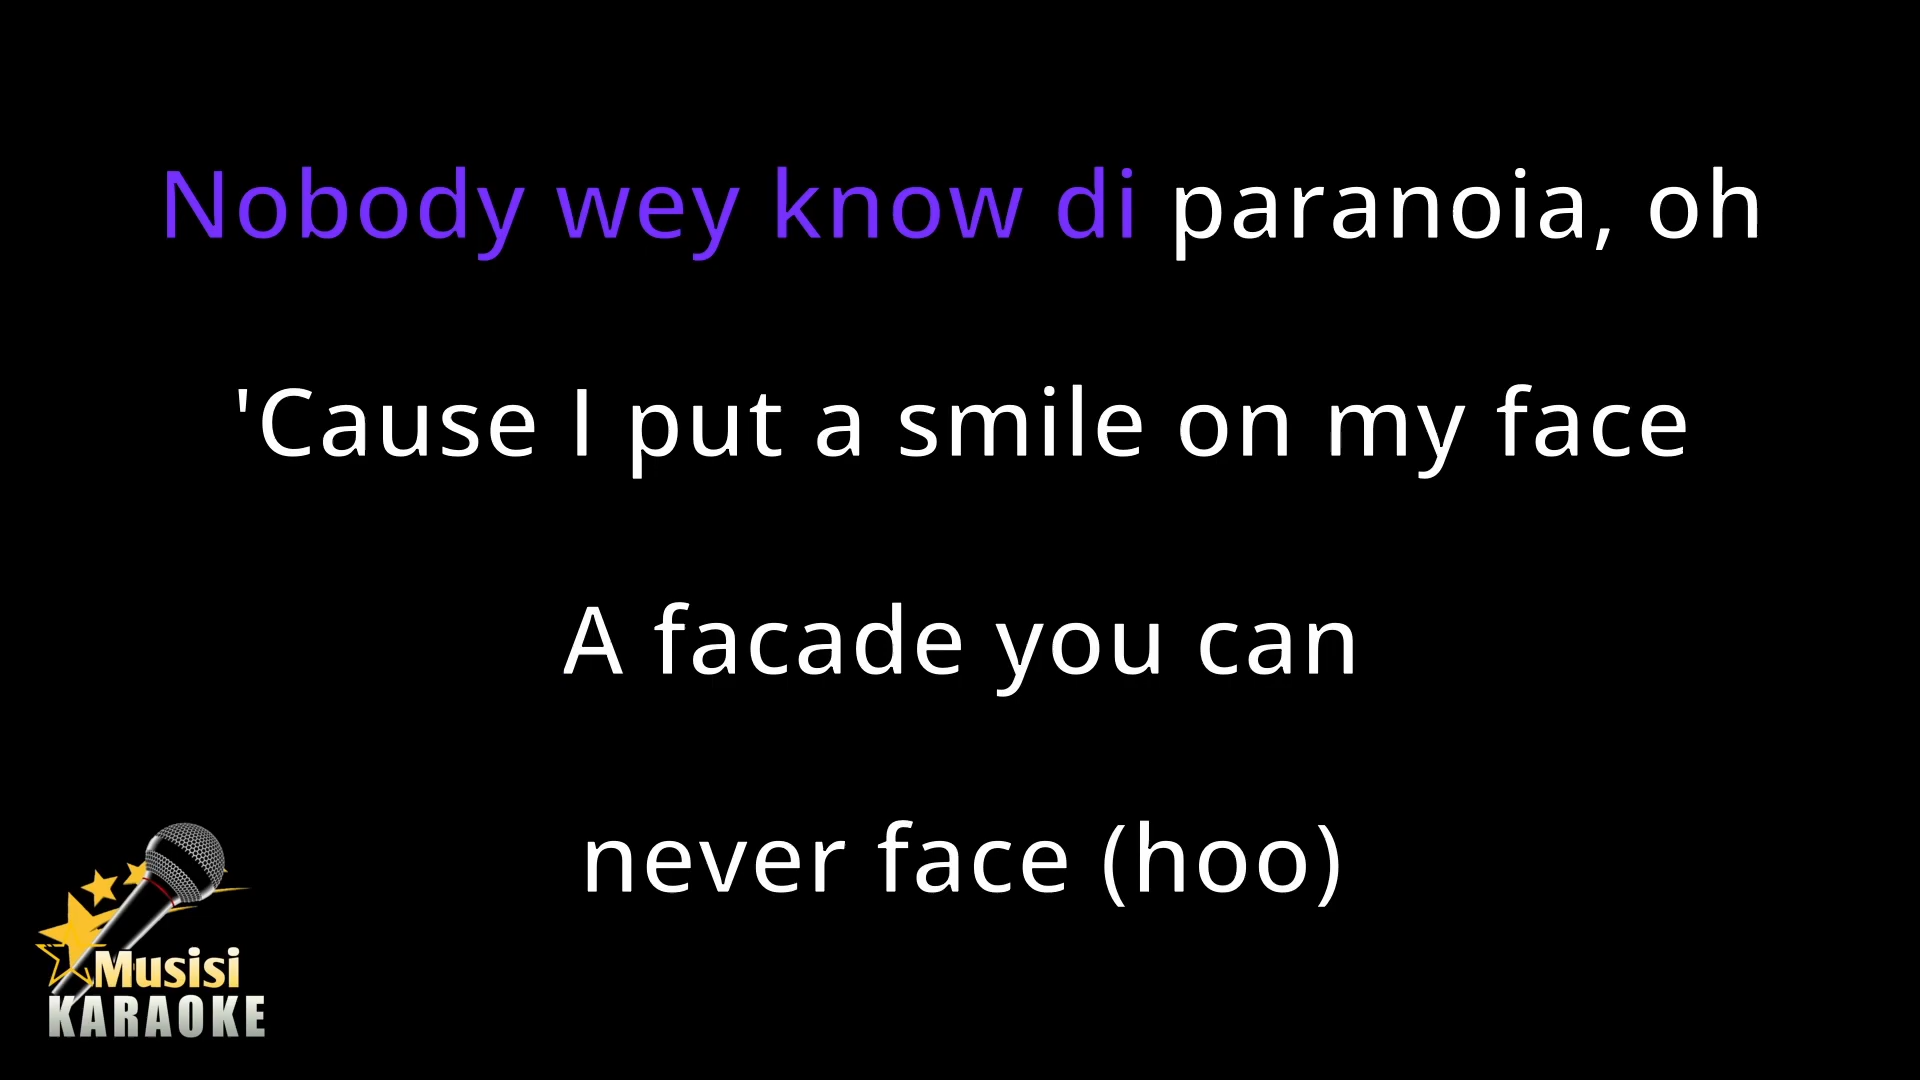 Nobody wey know di paranoia, oh
'Cause I put a smile on my face
A facade you can
never face (hoo)
Musisi
KARAOKE